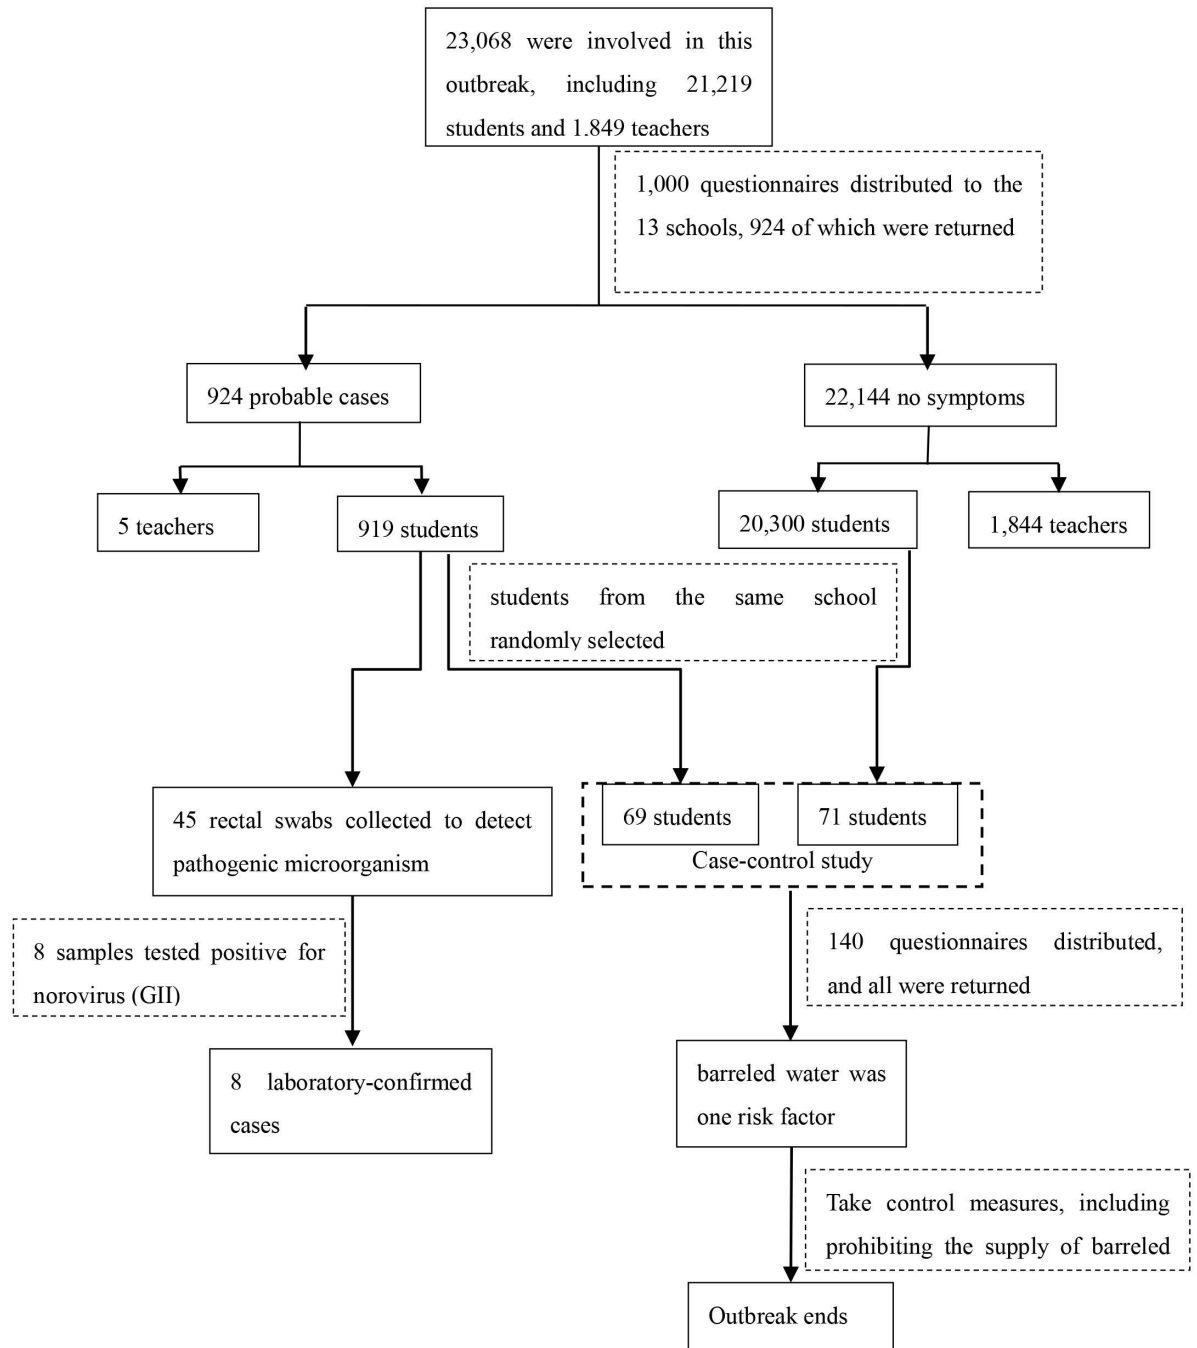 23,068 were involved in this
outbreak, including 21,219
students and 1,849 teachers
1,000 questionnaires distributed to the
13 schools, 924 of which were returned
924 probable cases
22,144 no symptoms
5 teachers
919 students
20,300 students
1,844 teachers
students from the same school
randomly selected
45 rectal swabs collected to detect
pathogenic microorganism
69 students
71 students
Case-control study
8 samples tested positive for
norovirus (GII)
140 questionnaires distributed,
and all were returned
8 laboratory-confirmed
cases
barreled water was
one risk factor
Take control measures, including
prohibiting the supply of barreled
Outbreak ends